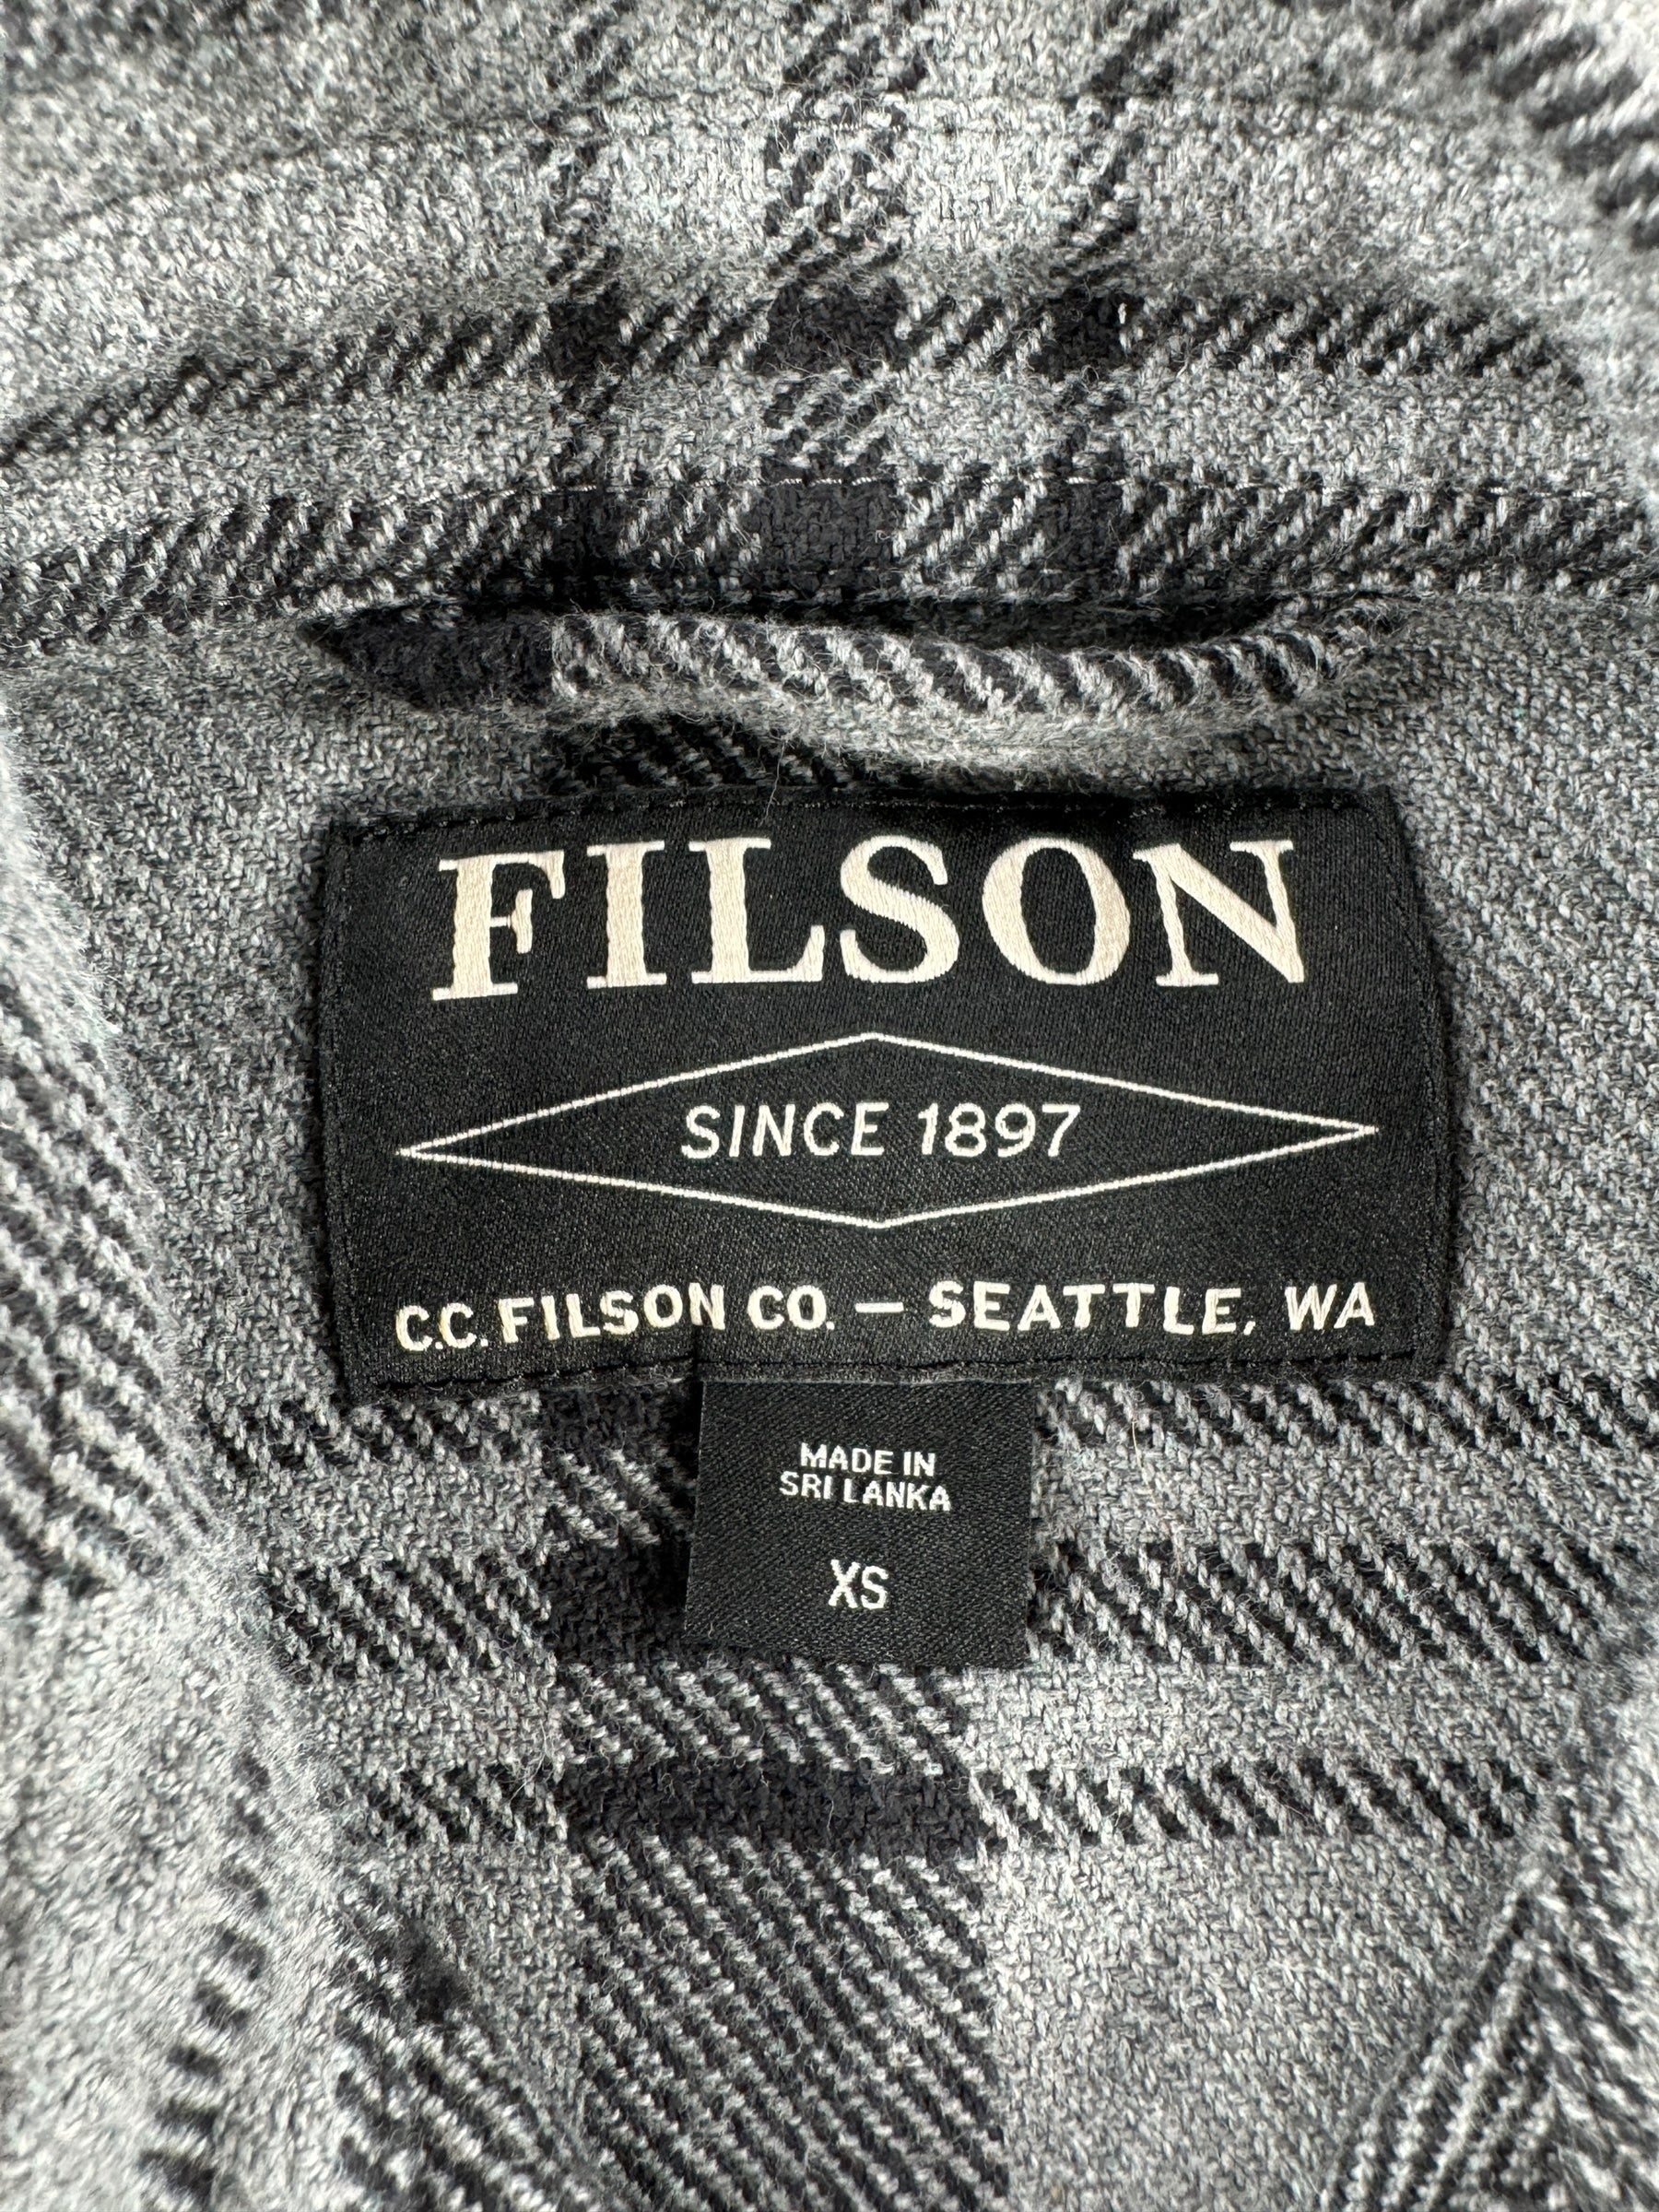 FILSON
SINCE 1897
C.C. FILSON CO. — SEATTLE, WA
MADE IN
SRI LANKA
XS